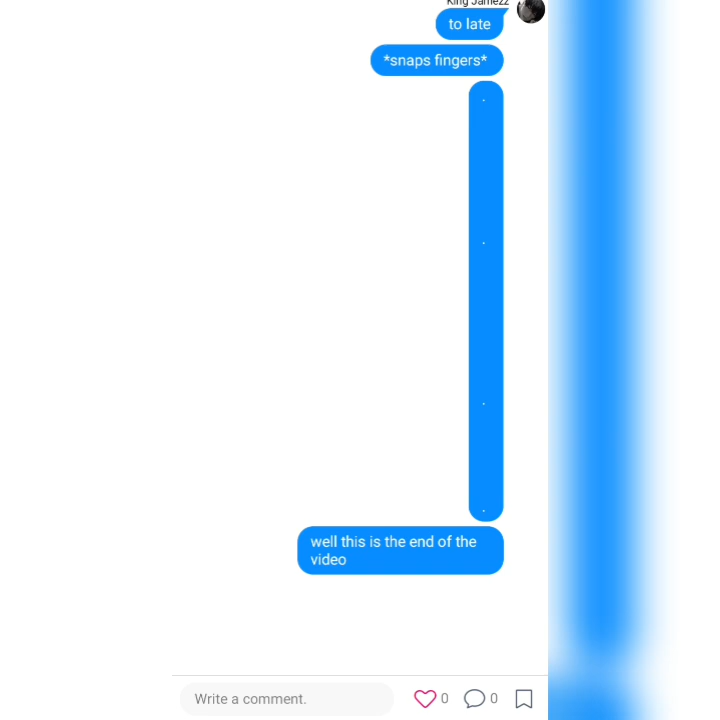 King Jamezz
to late
*snaps fingers*
.
.
.
.
well this is the end of the
video
Write a comment.
0
0